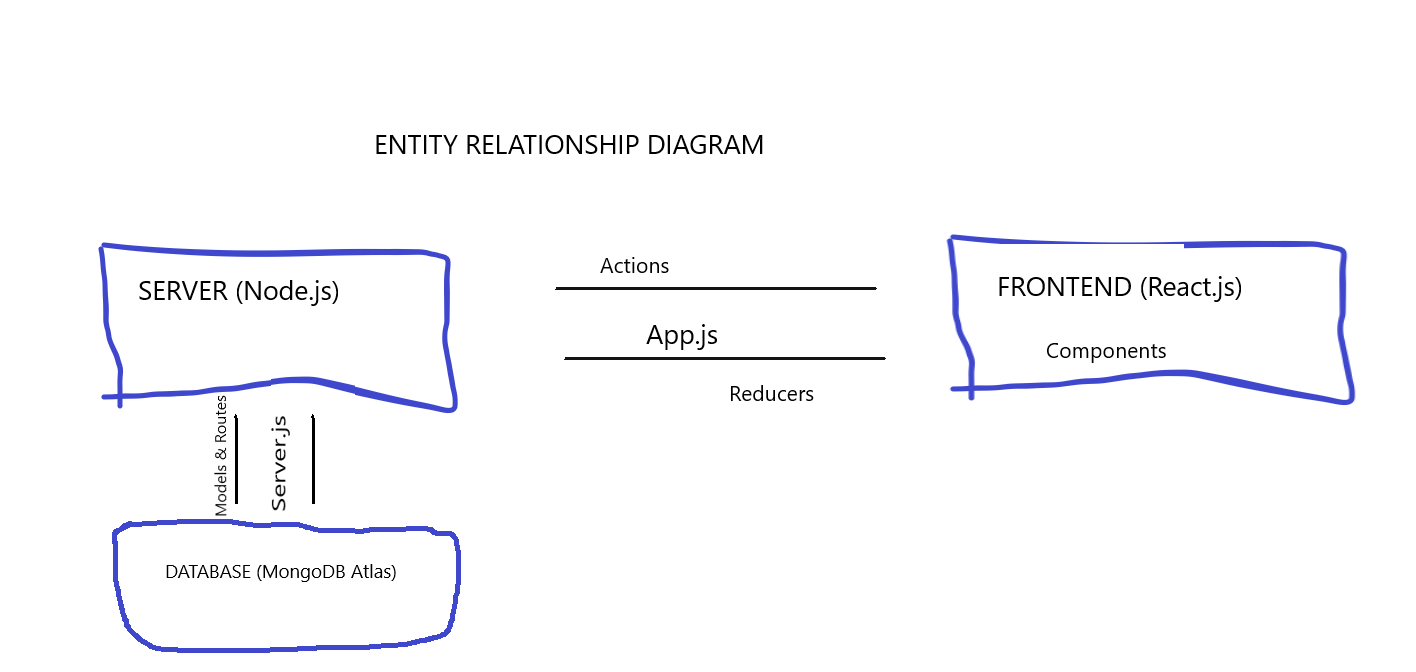 ENTITY RELATIONSHIP DIAGRAM
SERVER (Node.js)
Actions
App.js
Reducers
FRONTEND (React.js)
Components
Models & Routes
Server.js
DATABASE (MongoDB Atlas)